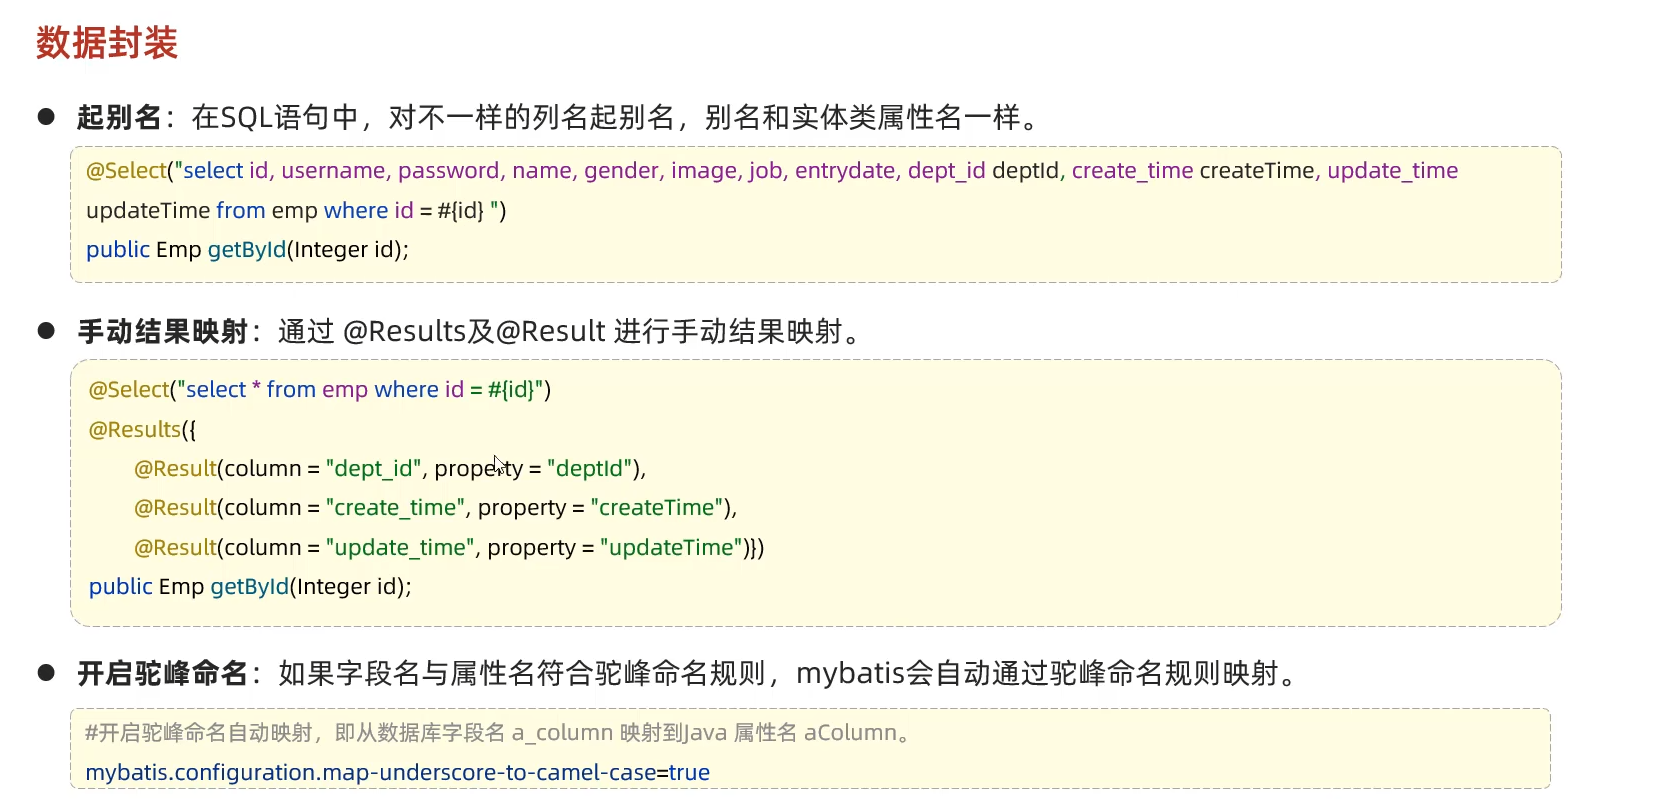 数据封装
● 起别名：在SQL语句中，对不一样的列名起别名，别名和实体类属性名一样。
@Select("select id, username, password, name, gender, image, job, entrydate, dept_id deptId, create_time createTime, update_time
updateTime from emp where id = #{id} ")
public Emp getById(Integer id);
● 手动结果映射：通过 @Results及@Result 进行手动结果映射。
@Select("select * from emp where id = #{id}")
@Results({
@Result(column = "dept_id", property = "deptId"),
@Result(column = "create_time", property = "createTime"),
@Result(column = "update_time", property = "updateTime")})
public Emp getById(Integer id);
● 开启驼峰命名：如果字段名与属性名符合驼峰命名规则，mybatis会自动通过驼峰命名规则映射。
#开启驼峰命名自动映射，即从数据库字段名 a_column 映射到Java 属性名 aColumn。
mybatis.configuration.map-underscore-to-camel-case=true